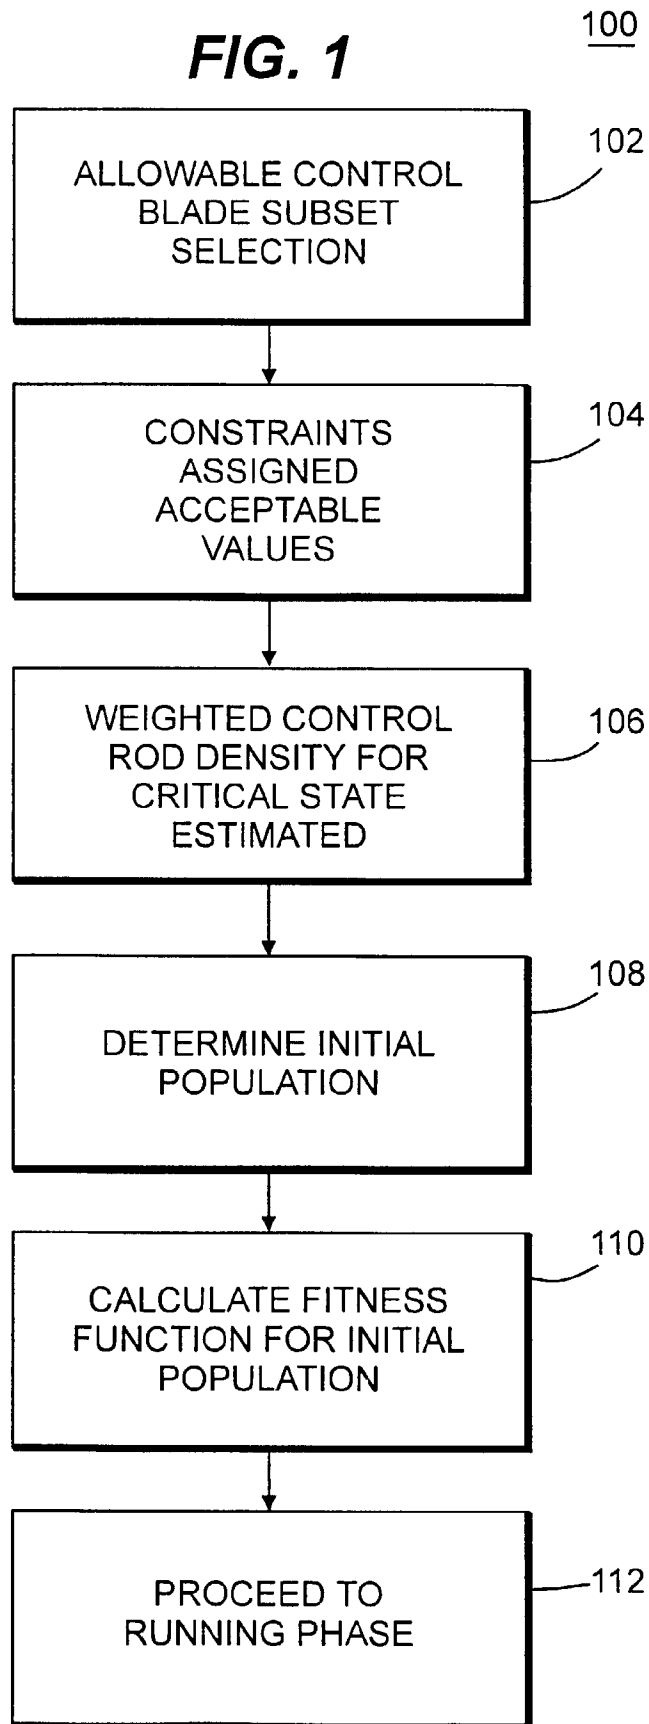 100
FIG. 1
102
ALLOWABLE CONTROL
BLADE SUBSET
SELECTION
104
CONSTRAINTS
ASSIGNED
ACCEPTABLE
VALUES
106
WEIGHTED CONTROL
ROD DENSITY FOR
CRITICAL STATE
ESTIMATED
108
DETERMINE INITIAL
POPULATION
110
CALCULATE FITNESS
FUNCTION FOR INITIAL
POPULATION
112
PROCEED TO
RUNNING PHASE